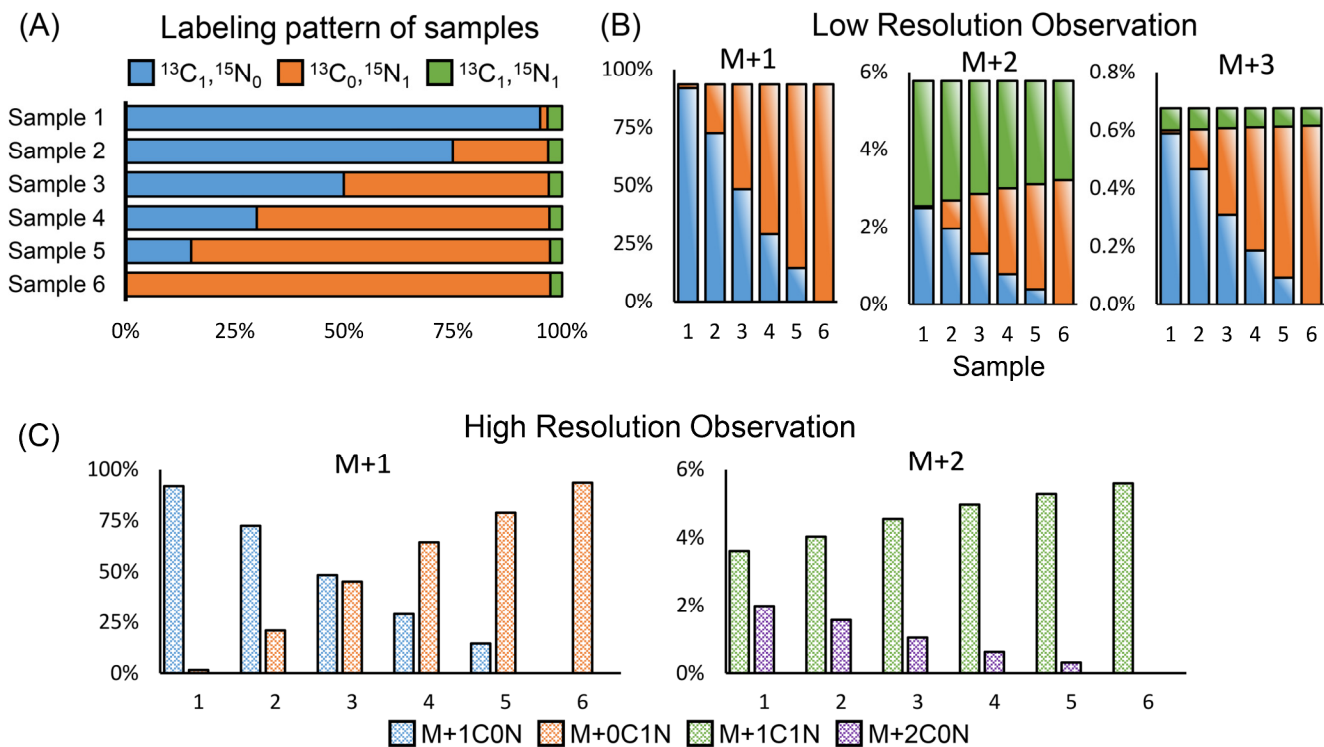 (A)
Labeling pattern of samples
¹³C₁,¹⁵N₀ ¹³C₀,¹⁵N₁ ¹³C₁,¹⁵N₁
Sample 1
Sample 2
Sample 3
Sample 4
Sample 5
Sample 6
0% 25% 50% 75% 100%
(B)
Low Resolution Observation
M+1
100%
75%
50%
25%
0%
1 2 3 4 5 6
M+2
6%
4%
2%
0%
1 2 3 4 5 6
M+3
0.8%
0.6%
0.4%
0.2%
0.0%
1 2 3 4 5 6
Sample
(C)
High Resolution Observation
M+1
100%
75%
50%
25%
0%
1 2 3 4 5 6
M+2
6%
4%
2%
0%
1 2 3 4 5 6
M+1C0N M+0C1N M+1C1N M+2C0N